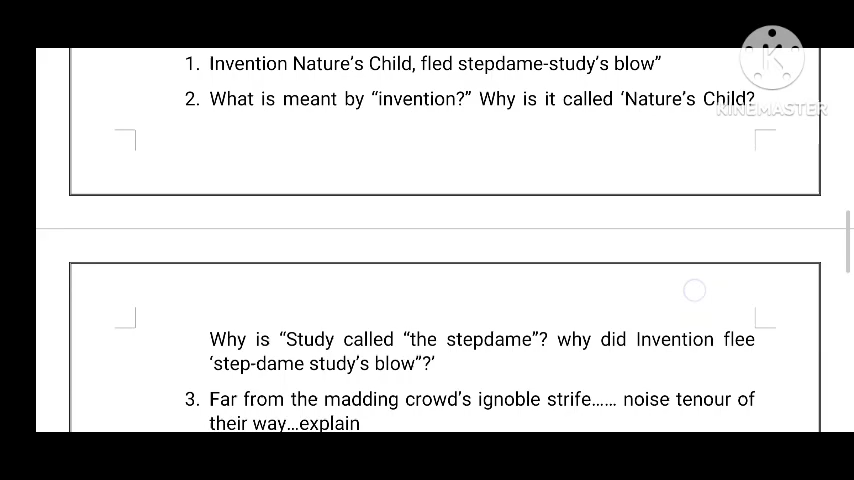 1. Invention Nature's Child, fled stepdame-study's blow"
2. What is meant by "invention?" Why is it called 'Nature's Child?
KINEMASTER
Why is "Study called "the stepdame"? why did Invention flee
'step-dame study's blow"?'
3. Far from the madding crowd's ignoble strife...... noise tenour of
their way...explain